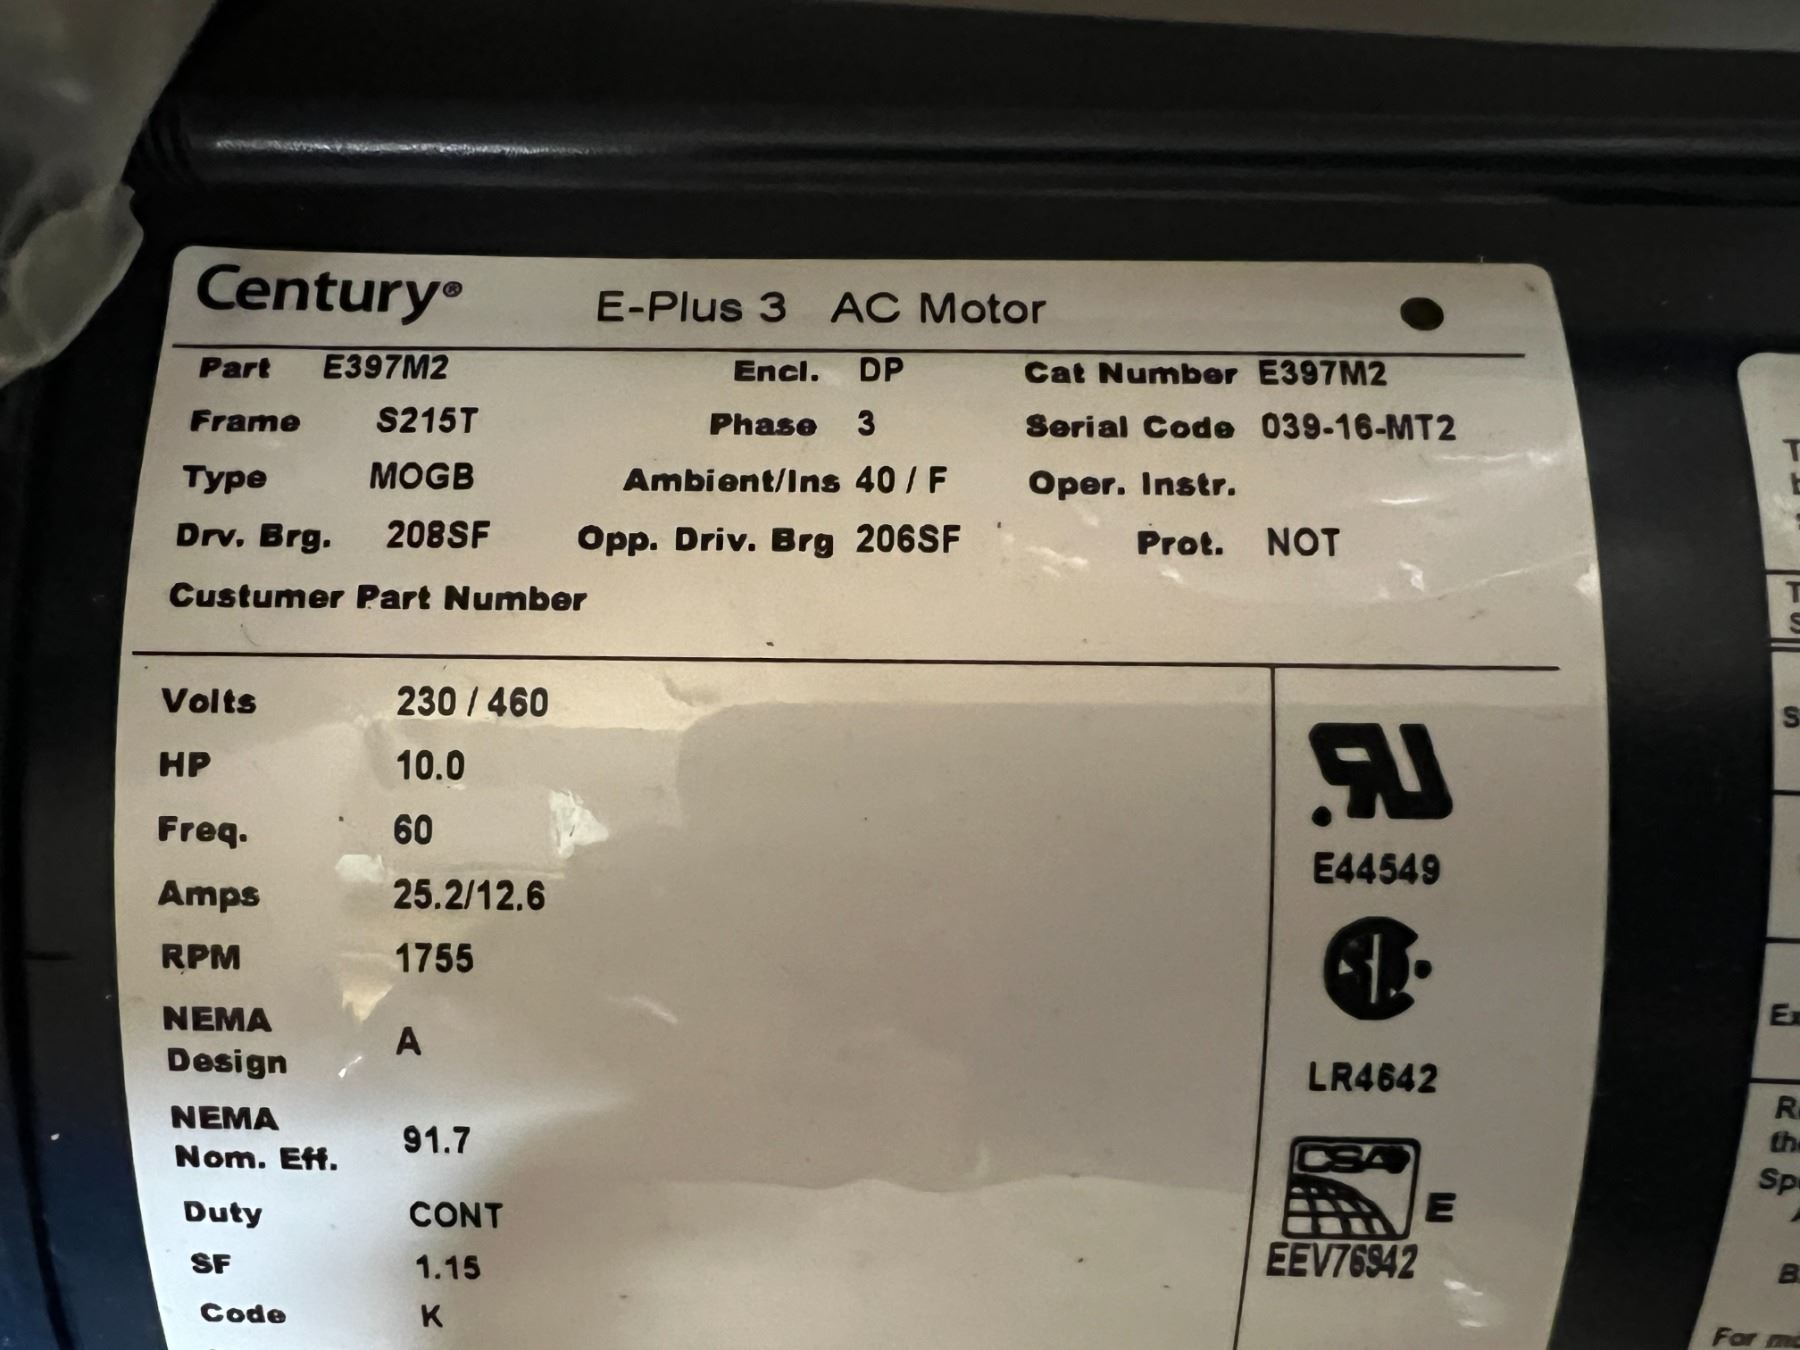 Century® E-Plus 3 AC Motor
Part E397M2 Encl. DP Cat Number E397M2
Frame S215T Phase 3 Serial Code 039-16-MT2
Type MOGB Ambient/Ins 40 / F Oper. Instr.
Drv. Brg. 208SF Opp. Driv. Brg 206SF Prot. NOT
Custumer Part Number
Volts 230 / 460
HP 10.0
Freq. 60
Amps 25.2/12.6
RPM 1755
NEMA
Design A
NEMA
Nom. Eff. 91.7
Duty CONT
SF 1.15
Code K
E44549
LR4642
CSA
E
EEV76942
For